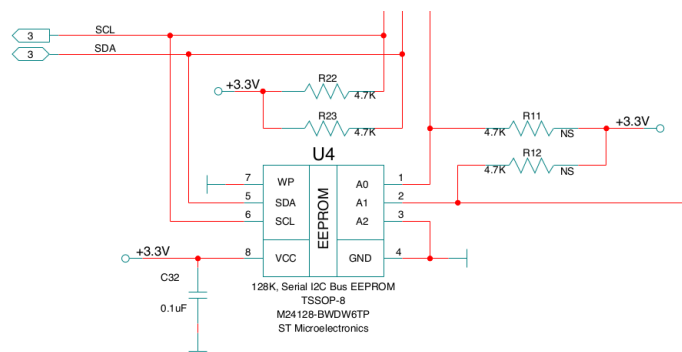 3
SCL
3
SDA
+3.3V
R22
4.7K
R23
4.7K
R11
4.7K
NS
+3.3V
R12
4.7K
NS
U4
7
WP
A0
1
5
SDA
A1
2
6
SCL
A2
3
EEPROM
+3.3V
8
VCC
GND
4
C32
0.1uF
128K, Serial I2C Bus EEPROM
TSSOP-8
M24128-BWDW6TP
ST Microelectronics